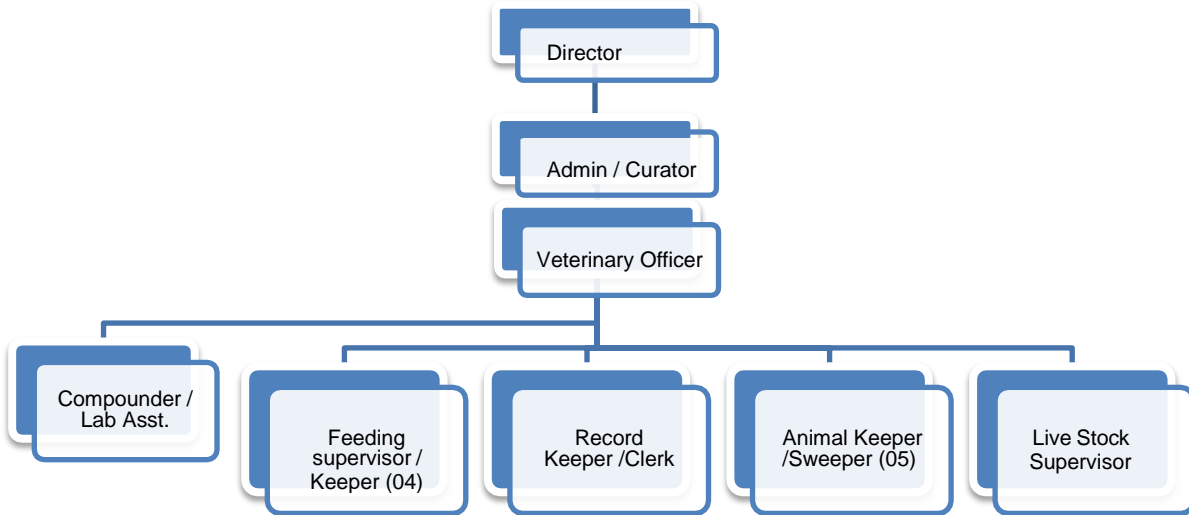 Director
Admin / Curator
Veterinary Officer
Compounder /
Lab Asst.
Feeding
supervisor /
Keeper (04)
Record
Keeper /Clerk
Animal Keeper
/Sweeper (05)
Live Stock
Supervisor